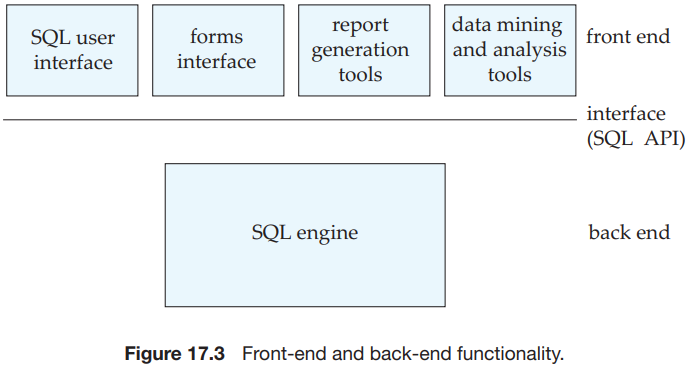 SQL user
interface
forms
interface
report
generation
tools
data mining
and analysis
tools
front end
interface
(SQL API)
SQL engine
back end
Figure 17.3 Front-end and back-end functionality.